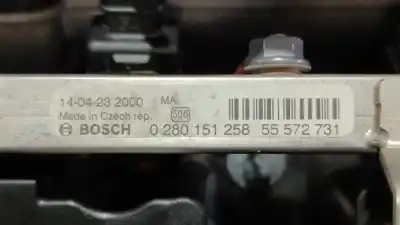 14-04-23 2000 MA
Made in Czech rep. 506
BOSCH 0 280 151 258 55 572 731